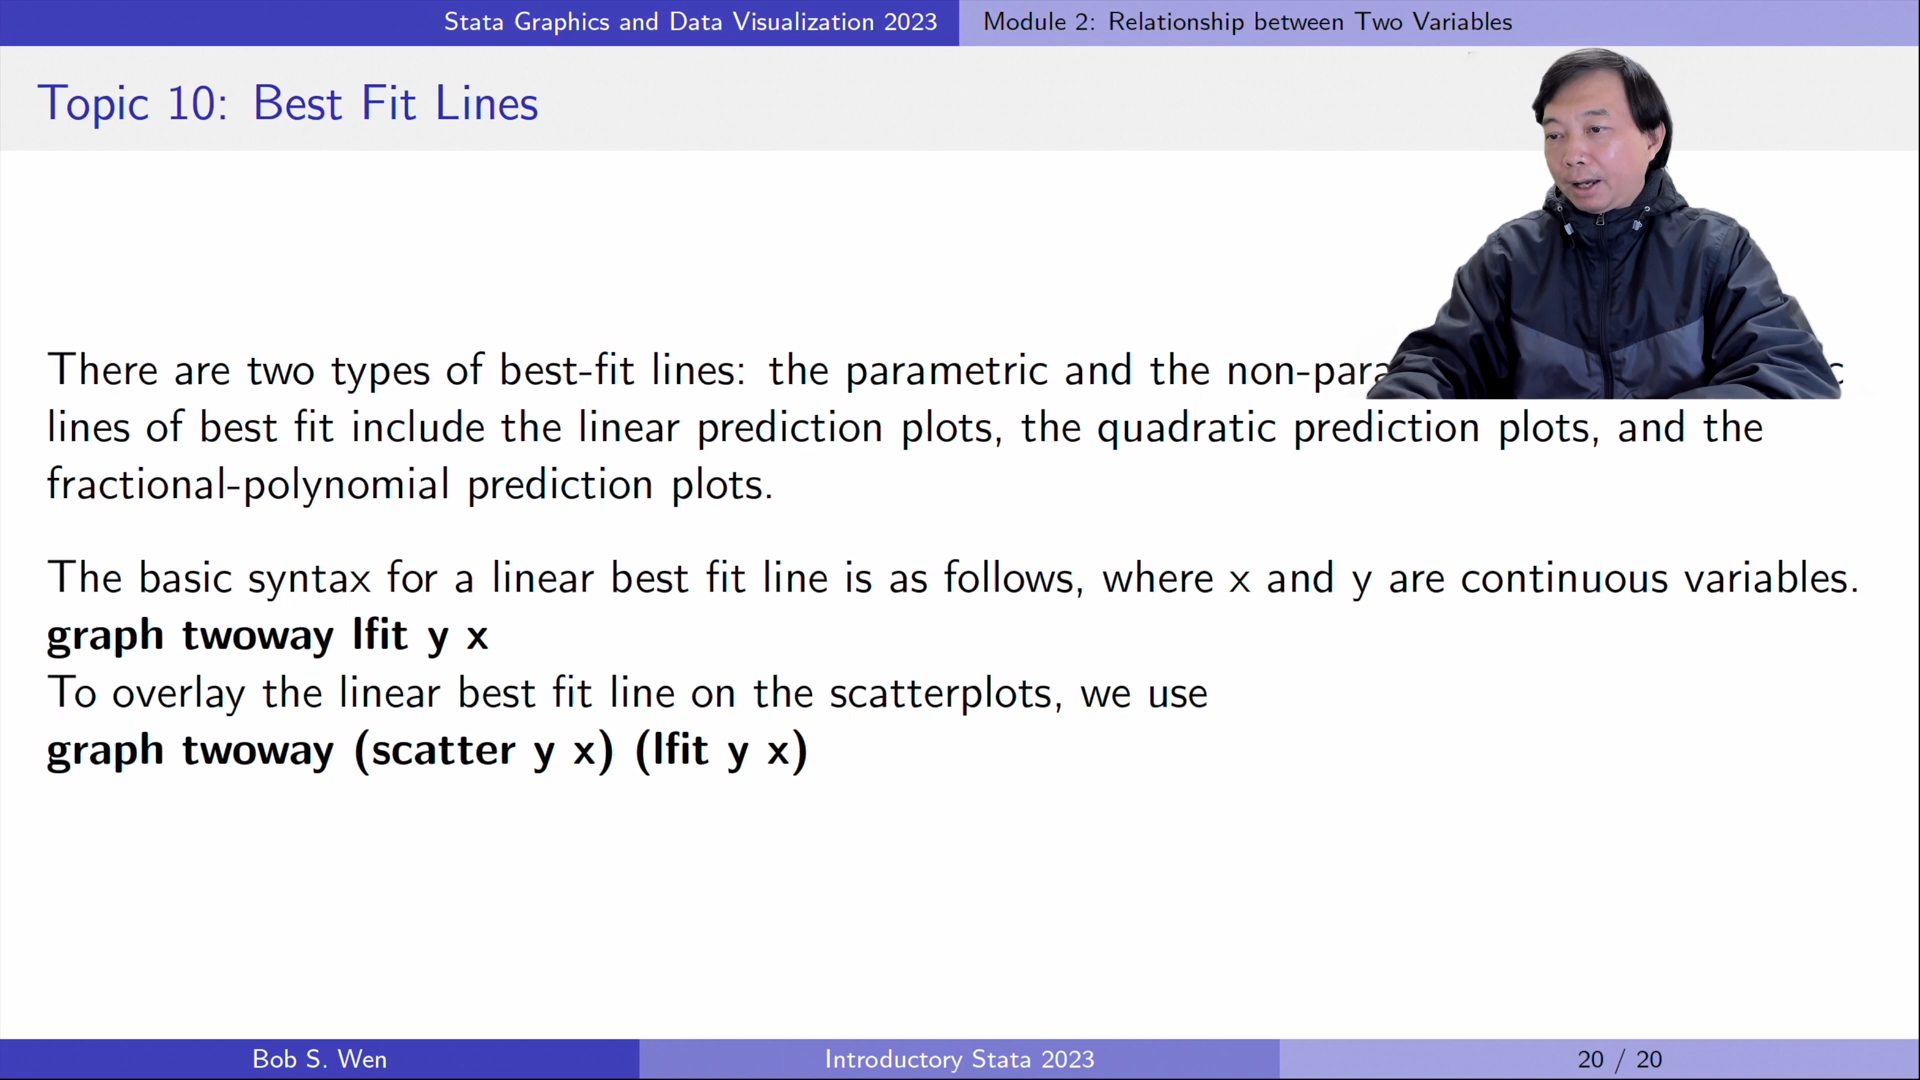 Stata Graphics and Data Visualization 2023
Module 2: Relationship between Two Variables
Topic 10: Best Fit Lines
There are two types of best-fit lines: the parametric and the
lines of best fit include the linear prediction plots, the quadratic prediction plots, and the
fractional-polynomial prediction plots.
The basic syntax for a linear best fit line is as follows, where x and y are continuous variables.
graph twoway lfit y x
To overlay the linear best fit line on the scatterplots, we use
graph twoway (scatter y x) (lfit y x)
Bob S. Wen
Introductory Stata 2023
20 / 20